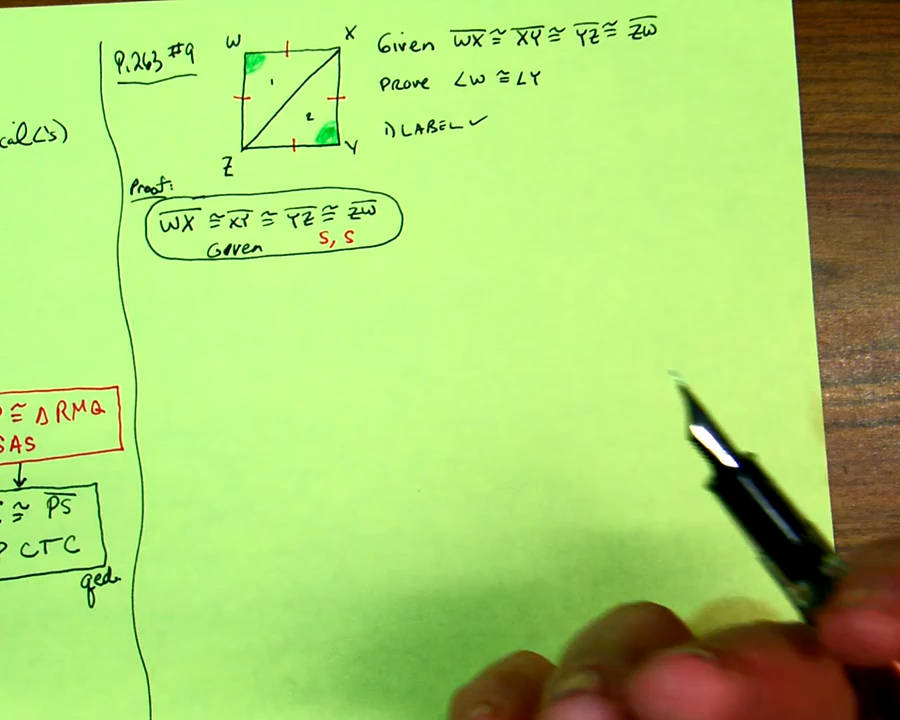 cal(∠'s)
≅ Δ RMQ
SAS
≅ PS
P CTC
qed.
P.263 #9
W
X
1
2
Z
Y
Given WX ≅ XY ≅ YZ ≅ ZW
PROVE ∠W ≅ ∠Y
1) LABEL ✓
Proof:
WX ≅ XY ≅ YZ ≅ ZW
Given S, S